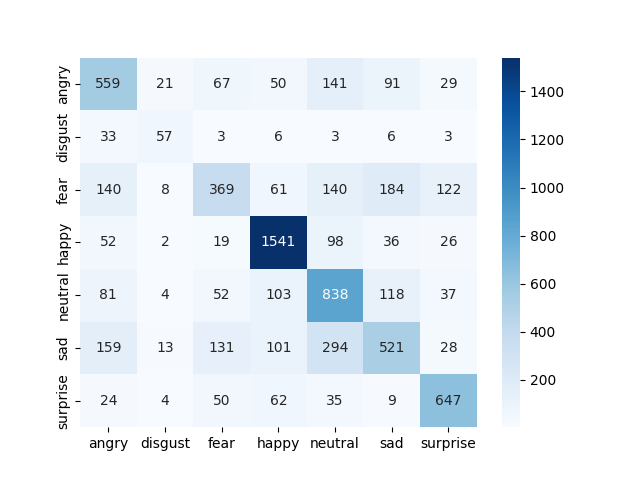 angry 559 21 67 50 141 91 29
disgust 33 57 3 6 3 6 3
fear 140 8 369 61 140 184 122
happy 52 2 19 1541 98 36 26
neutral 81 4 52 103 838 118 37
sad 159 13 131 101 294 521 28
surprise 24 4 50 62 35 9 647
angry disgust fear happy neutral sad surprise
1400
1200
1000
800
600
400
200